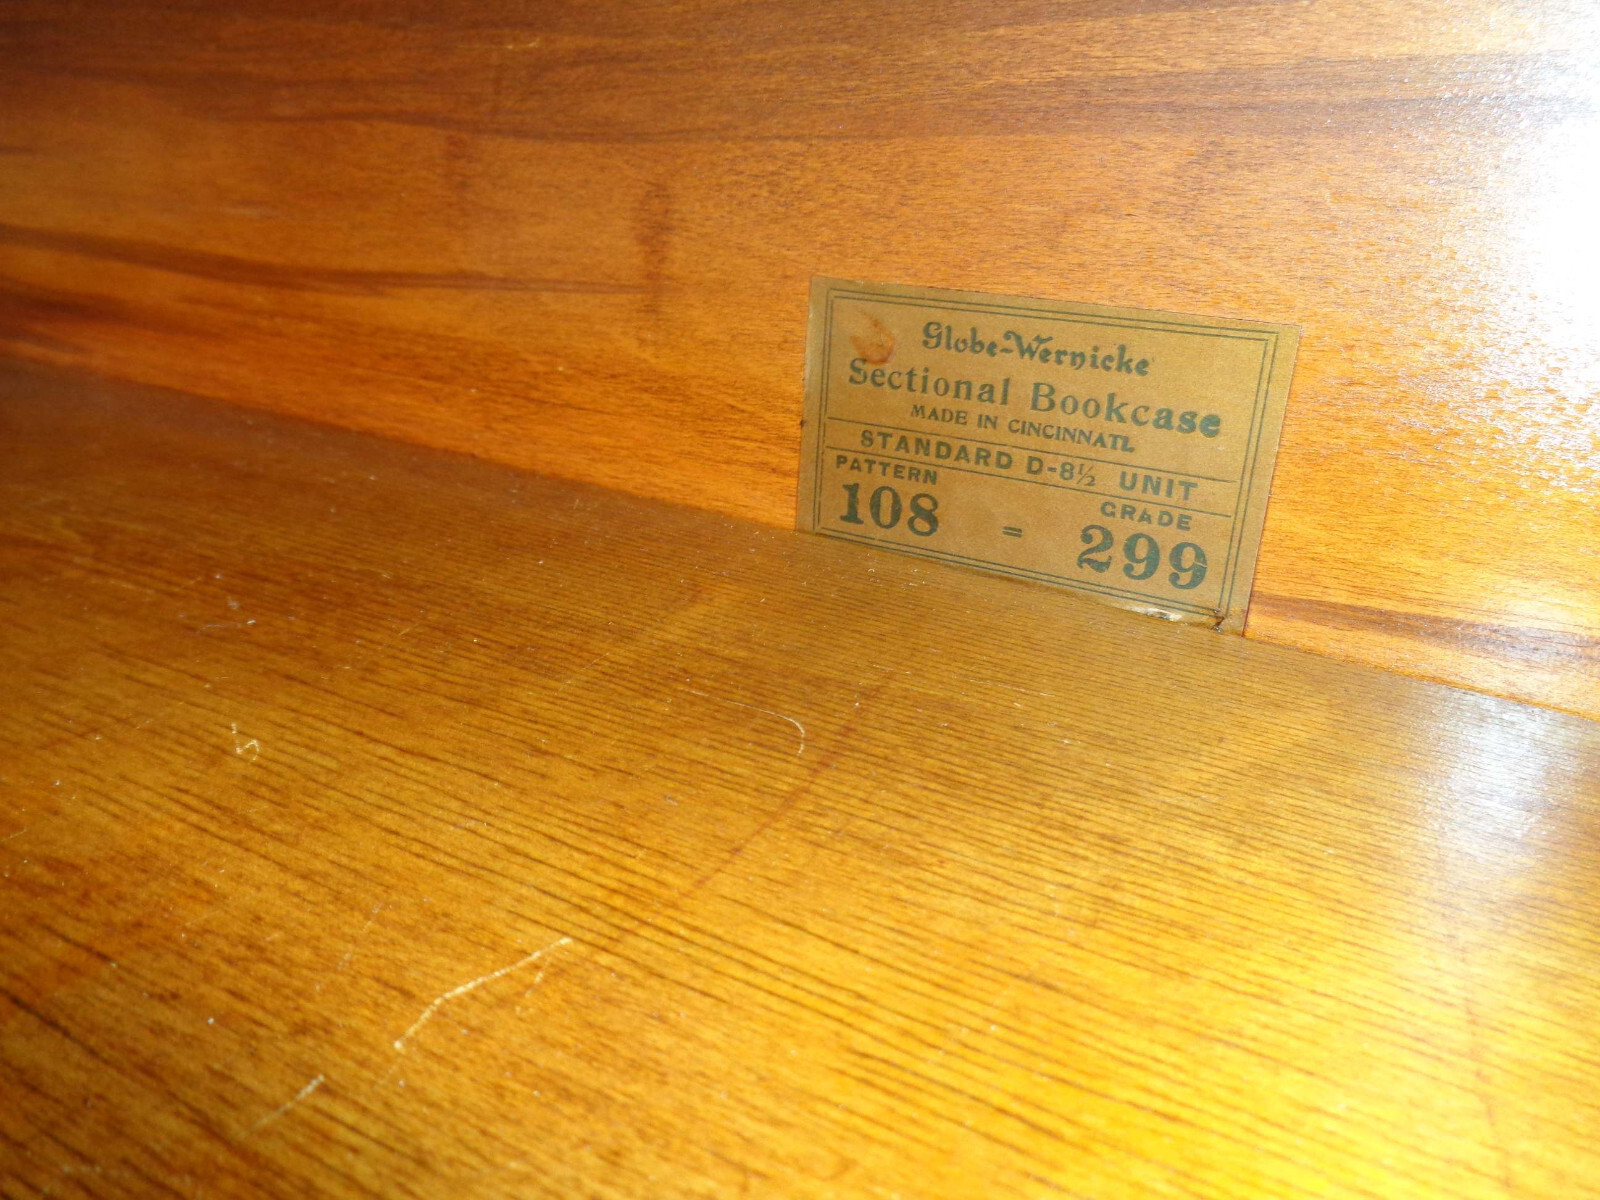 Globe-Wernicke
Sectional Bookcase
MADE IN CINCINNATI.
STANDARD D-8½ UNIT
PATTERN GRADE
108 = 299